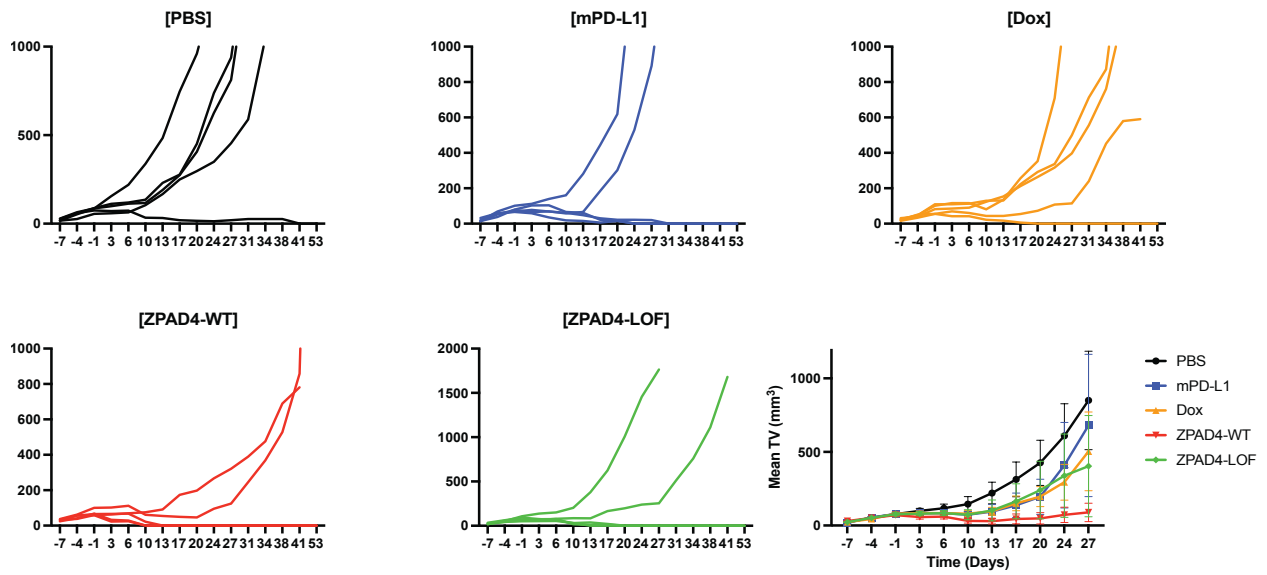 [PBS]
1000
500
0
-7 -4 -1 3 6 10 13 17 20 24 27 31 34 38 41 53
[mPD-L1]
1000
800
600
400
200
0
-7 -4 -1 3 6 10 13 17 20 24 27 31 34 38 41 53
[Dox]
1000
800
600
400
200
0
-7 -4 -1 3 6 10 13 17 20 24 27 31 34 38 41 53
[ZPAD4-WT]
1000
800
600
400
200
0
-7 -4 -1 3 6 10 13 17 20 24 27 31 34 38 41 53
[ZPAD4-LOF]
2000
1500
1000
500
0
-7 -4 -1 3 6 10 13 17 20 24 27 31 34 38 41 53
Mean TV (mm³)
1000
500
0
-7 -4 -1 3 6 10 13 17 20 24 27
Time (Days)
PBS
mPD-L1
Dox
ZPAD4-WT
ZPAD4-LOF